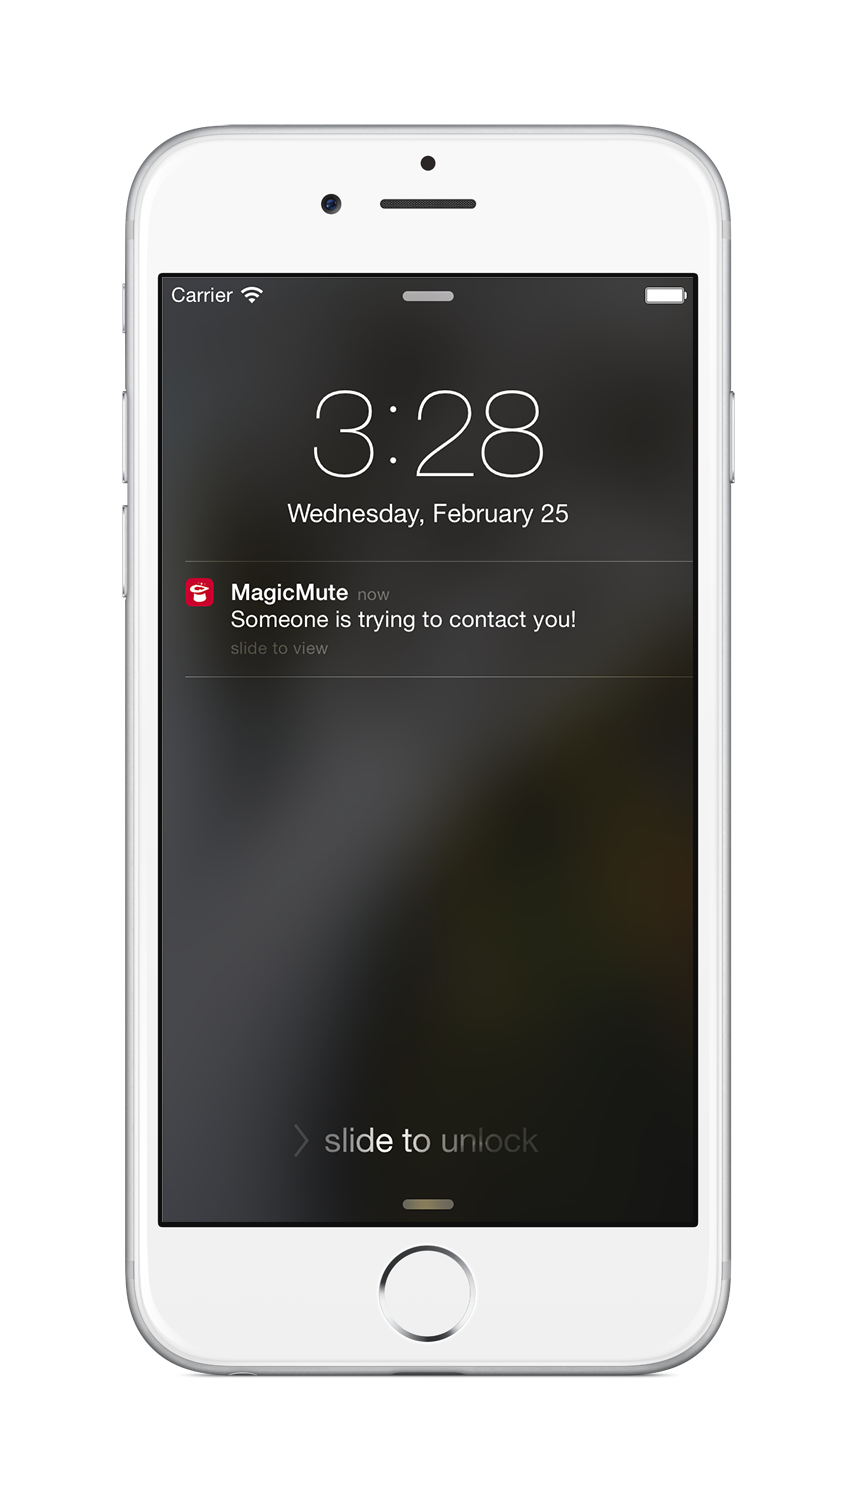 Carrier
3:28
Wednesday, February 25
MagicMute now
Someone is trying to contact you!
slide to view
slide to unlock